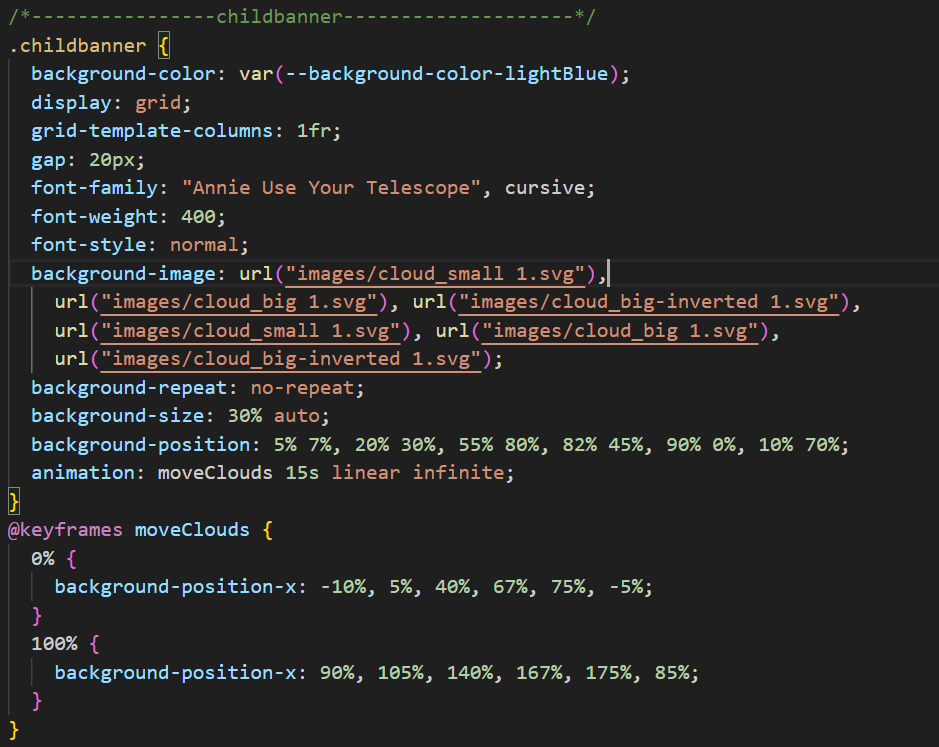 /*----------------childbanner--------------------*/
.childbanner {
  background-color: var(--background-color-lightBlue);
  display: grid;
  grid-template-columns: 1fr;
  gap: 20px;
  font-family: "Annie Use Your Telescope", cursive;
  font-weight: 400;
  font-style: normal;
  background-image: url("images/cloud_small 1.svg"),
    url("images/cloud_big 1.svg"), url("images/cloud_big-inverted 1.svg"),
    url("images/cloud_small 1.svg"), url("images/cloud_big 1.svg"),
    url("images/cloud_big-inverted 1.svg");
  background-repeat: no-repeat;
  background-size: 30% auto;
  background-position: 5% 7%, 20% 30%, 55% 80%, 82% 45%, 90% 0%, 10% 70%;
  animation: moveClouds 15s linear infinite;
}
@keyframes moveClouds {
  0% {
    background-position-x: -10%, 5%, 40%, 67%, 75%, -5%;
  }
  100% {
    background-position-x: 90%, 105%, 140%, 167%, 175%, 85%;
  }
}